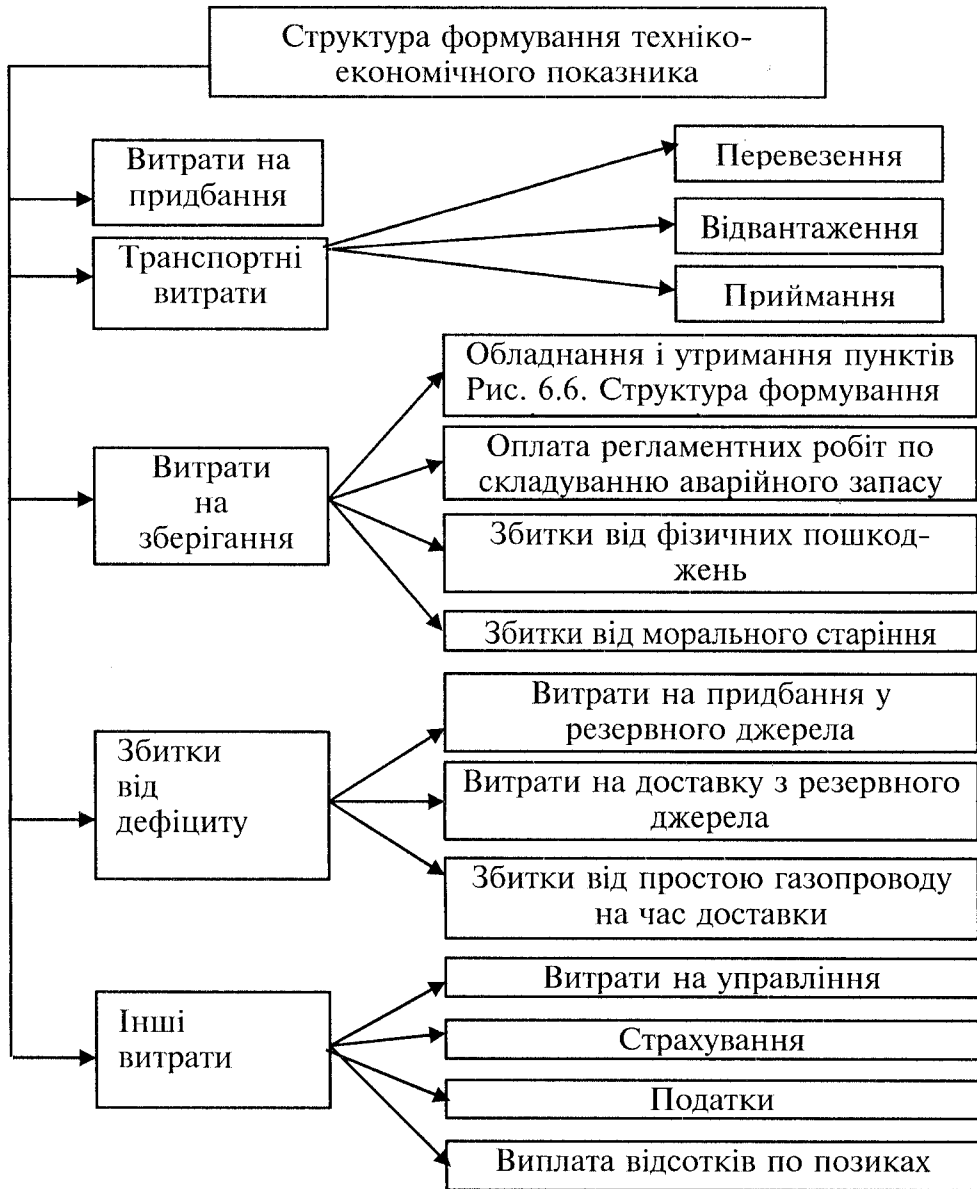 Структура формування техніко-
економічного показника
Витрати на
придбання
Транспортні
витрати
Перевезення
Відвантаження
Приймання
Витрати
на
зберігання
Обладнання і утримання пунктів
Рис. 6.6. Структура формування
Оплата регламентних робіт по
складуванню аварійного запасу
Збитки від фізичних пошкод-
жень
Збитки від морального старіння
Збитки
від
дефіциту
Витрати на придбання у
резервного джерела
Витрати на доставку з резервного
джерела
Збитки від простою газопроводу
на час доставки
Інші
витрати
Витрати на управління
Страхування
Податки
Виплата відсотків по позиках